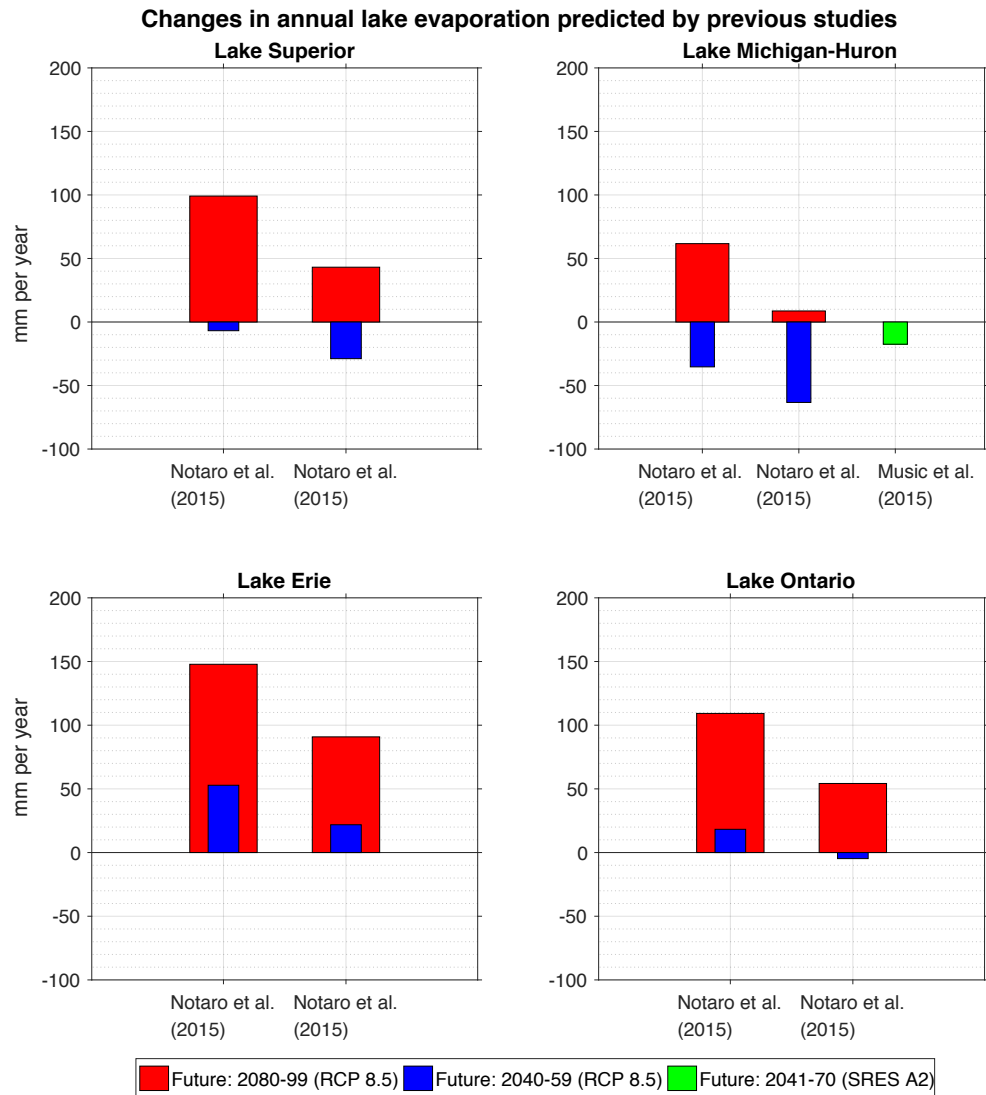 Changes in annual lake evaporation predicted by previous studies
Lake Superior
200
150
100
50
0
-50
-100
mm per year
Notaro et al. Notaro et al.
(2015) (2015)
Lake Michigan-Huron
200
150
100
50
0
-50
-100
Notaro et al. Notaro et al. Music et al.
(2015) (2015) (2015)
Lake Erie
200
150
100
50
0
-50
-100
mm per year
Notaro et al. Notaro et al.
(2015) (2015)
Lake Ontario
200
150
100
50
0
-50
-100
Notaro et al. Notaro et al.
(2015) (2015)
Future: 2080-99 (RCP 8.5) Future: 2040-59 (RCP 8.5) Future: 2041-70 (SRES A2)